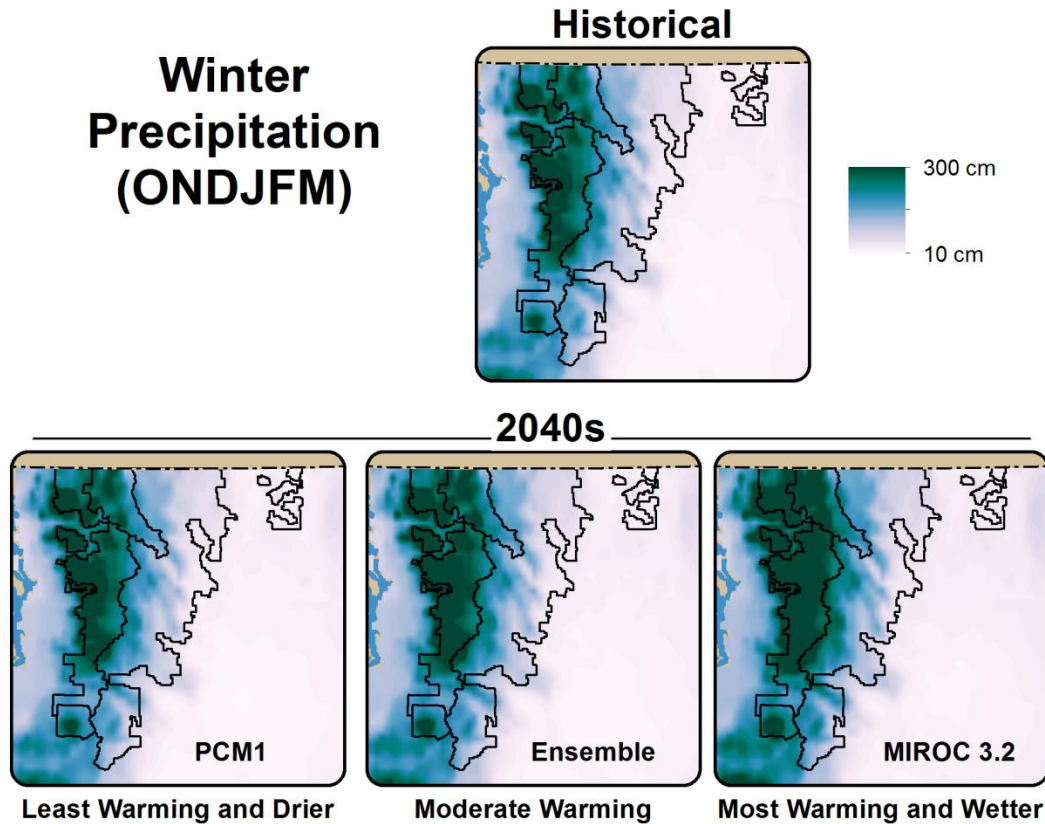 Historical
Winter
Precipitation
(ONDJFM)
300 cm
10 cm
2040s
PCM1
Ensemble
MIROC 3.2
Least Warming and Drier
Moderate Warming
Most Warming and Wetter